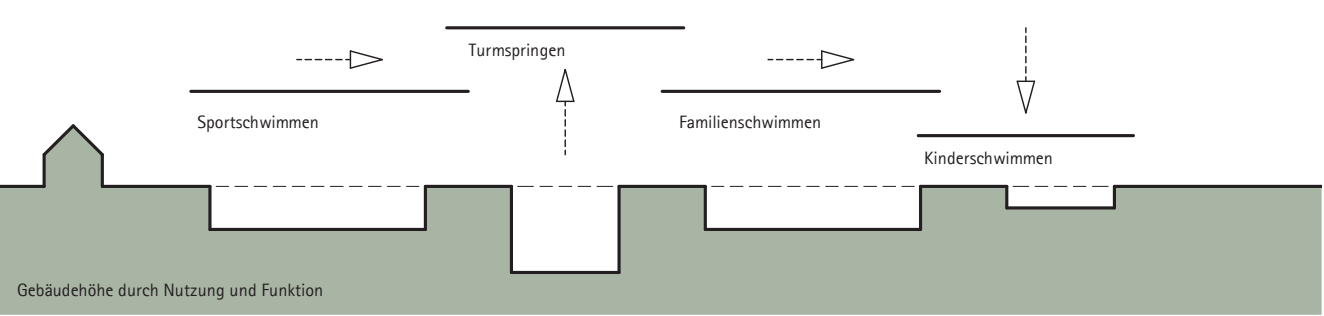 Turmspringen
Sportschwimmen
Familienschwimmen
Kinderschwimmen
Gebäudehöhe durch Nutzung und Funktion